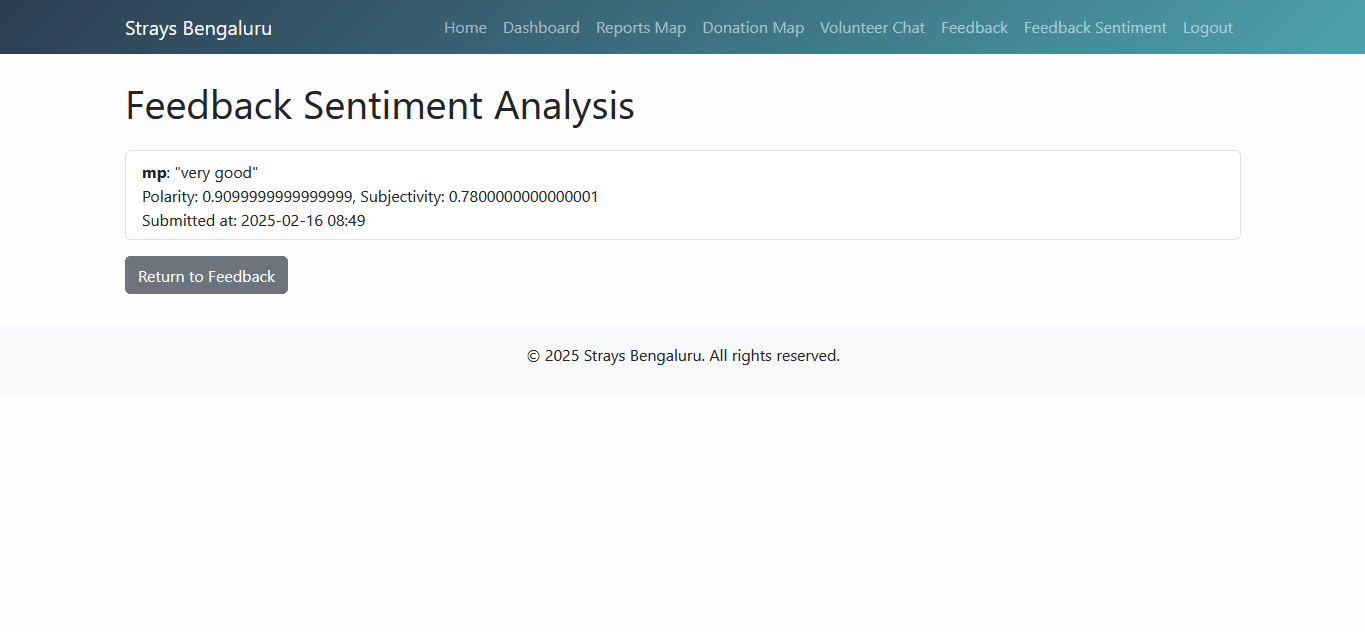 Strays Bengaluru
Home Dashboard Reports Map Donation Map Volunteer Chat Feedback Feedback Sentiment Logout
Feedback Sentiment Analysis
mp: "very good"
Polarity: 0.9099999999999999, Subjectivity: 0.7800000000000001
Submitted at: 2025-02-16 08:49
Return to Feedback
© 2025 Strays Bengaluru. All rights reserved.